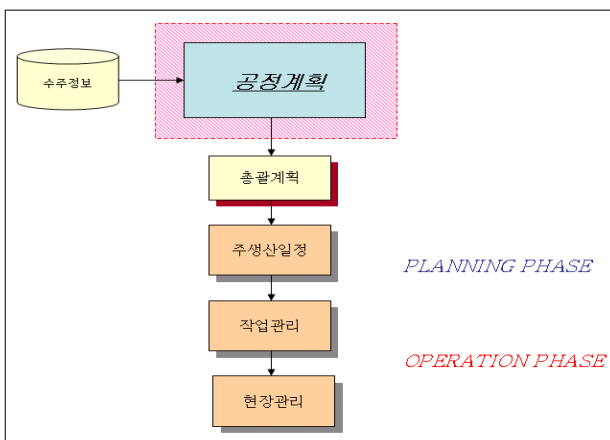 수주정보
공정계획
총괄계획
주생산일정
PLANNING PHASE
작업관리
OPERATION PHASE
현장관리